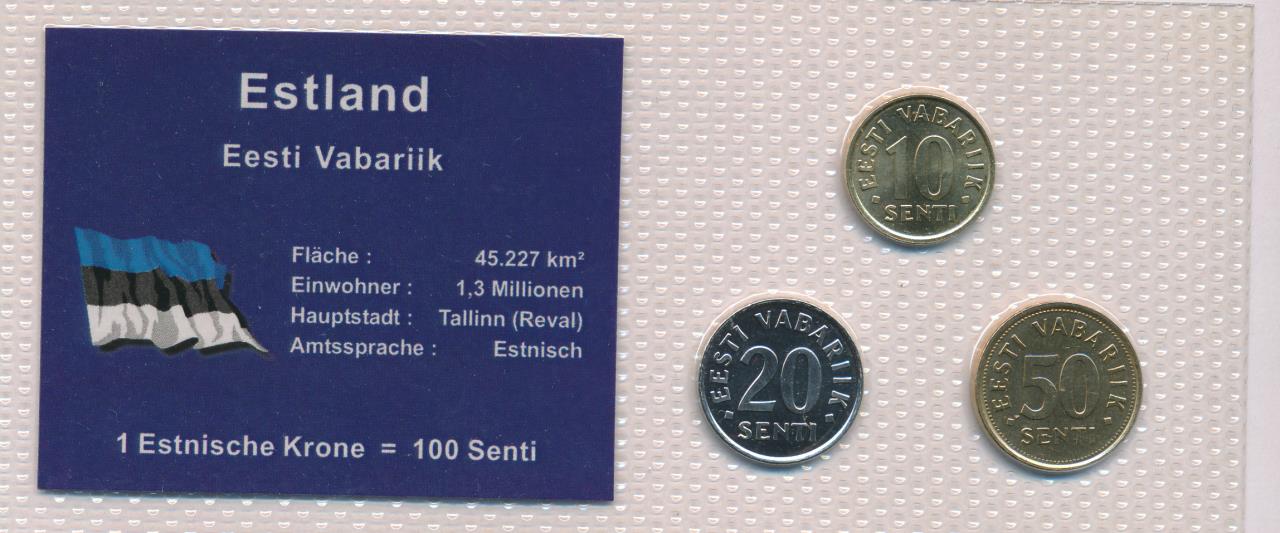 Estland
Eesti Vabariik
Fläche : 45.227 km²
Einwohner : 1,3 Millionen
Hauptstadt : Tallinn (Reval)
Amtssprache : Estnisch
1 Estnische Krone = 100 Senti
EESTI VABARIIK
10
SENTI
EESTI VABARIIK
20
SENTI
EESTI VABARIIK
50
SENTI